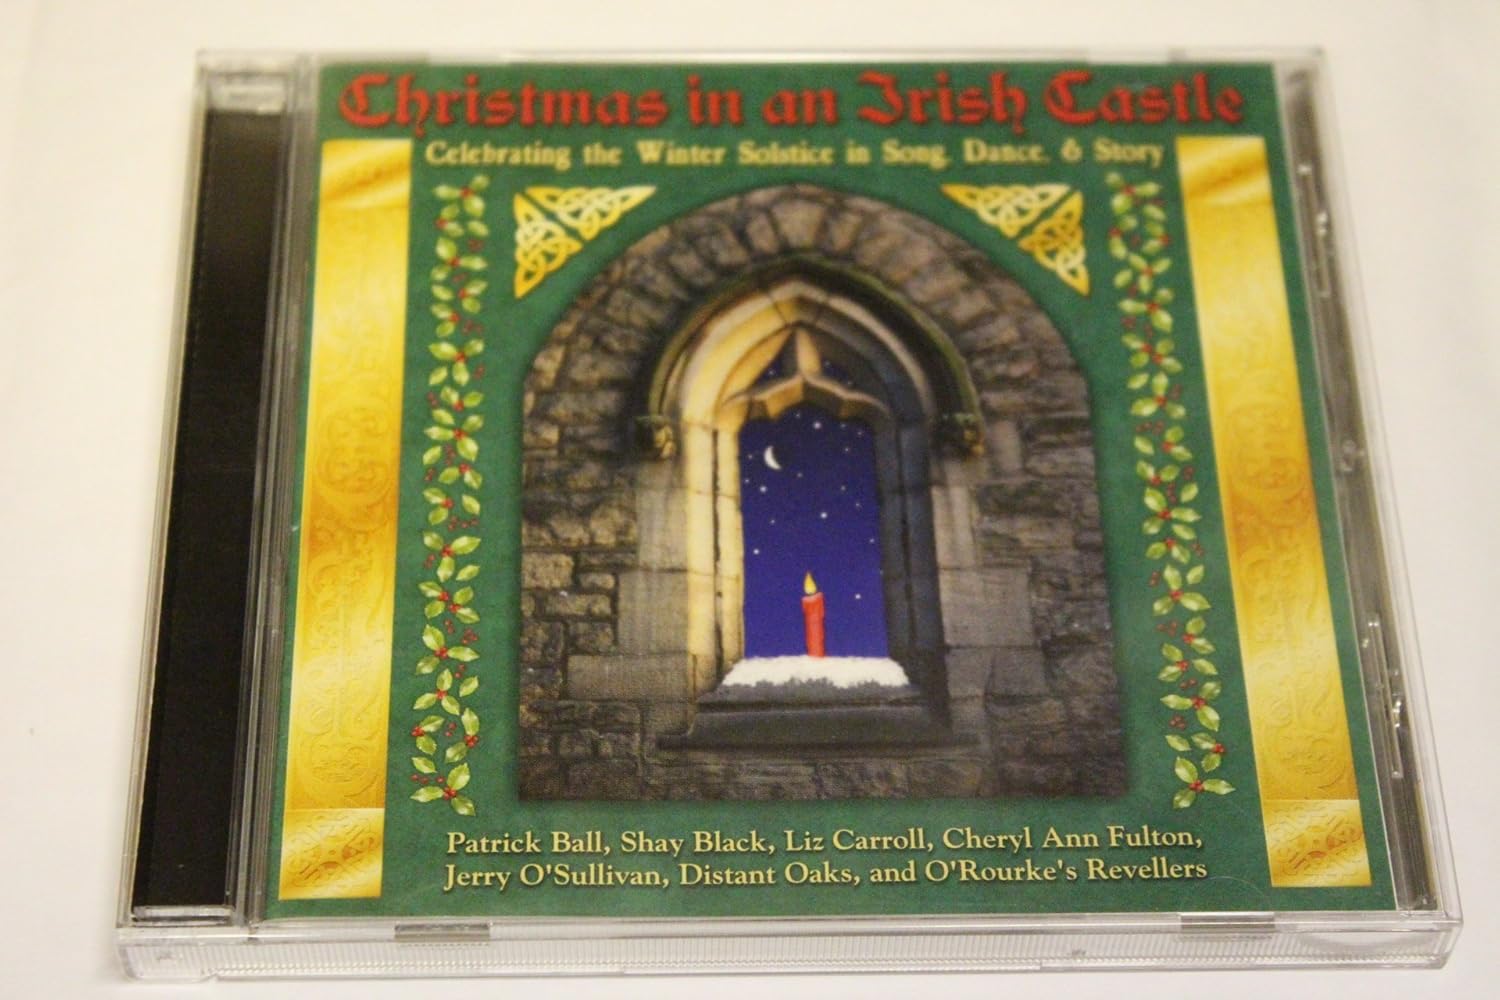 Christmas in an Irish Castle
Celebrating the Winter Solstice in Song, Dance, & Story
Patrick Ball, Shay Black, Liz Carroll, Cheryl Ann Fulton,
Jerry O'Sullivan, Distant Oaks, and O'Rourke's Revellers